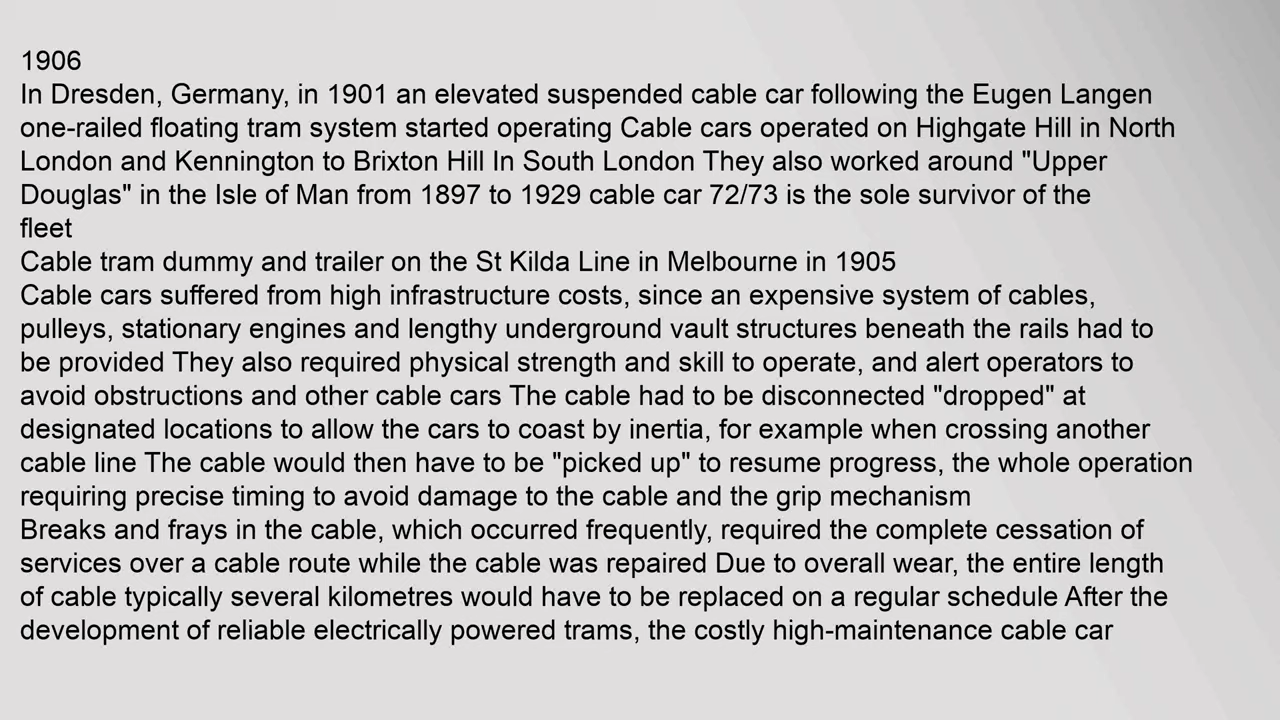 1906
In Dresden, Germany, in 1901 an elevated suspended cable car following the Eugen Langen
one-railed floating tram system started operating Cable cars operated on Highgate Hill in North
London and Kennington to Brixton Hill In South London They also worked around "Upper
Douglas" in the Isle of Man from 1897 to 1929 cable car 72/73 is the sole survivor of the
fleet
Cable tram dummy and trailer on the St Kilda Line in Melbourne in 1905
Cable cars suffered from high infrastructure costs, since an expensive system of cables,
pulleys, stationary engines and lengthy underground vault structures beneath the rails had to
be provided They also required physical strength and skill to operate, and alert operators to
avoid obstructions and other cable cars The cable had to be disconnected "dropped" at
designated locations to allow the cars to coast by inertia, for example when crossing another
cable line The cable would then have to be "picked up" to resume progress, the whole operation
requiring precise timing to avoid damage to the cable and the grip mechanism
Breaks and frays in the cable, which occurred frequently, required the complete cessation of
services over a cable route while the cable was repaired Due to overall wear, the entire length
of cable typically several kilometres would have to be replaced on a regular schedule After the
development of reliable electrically powered trams, the costly high-maintenance cable car